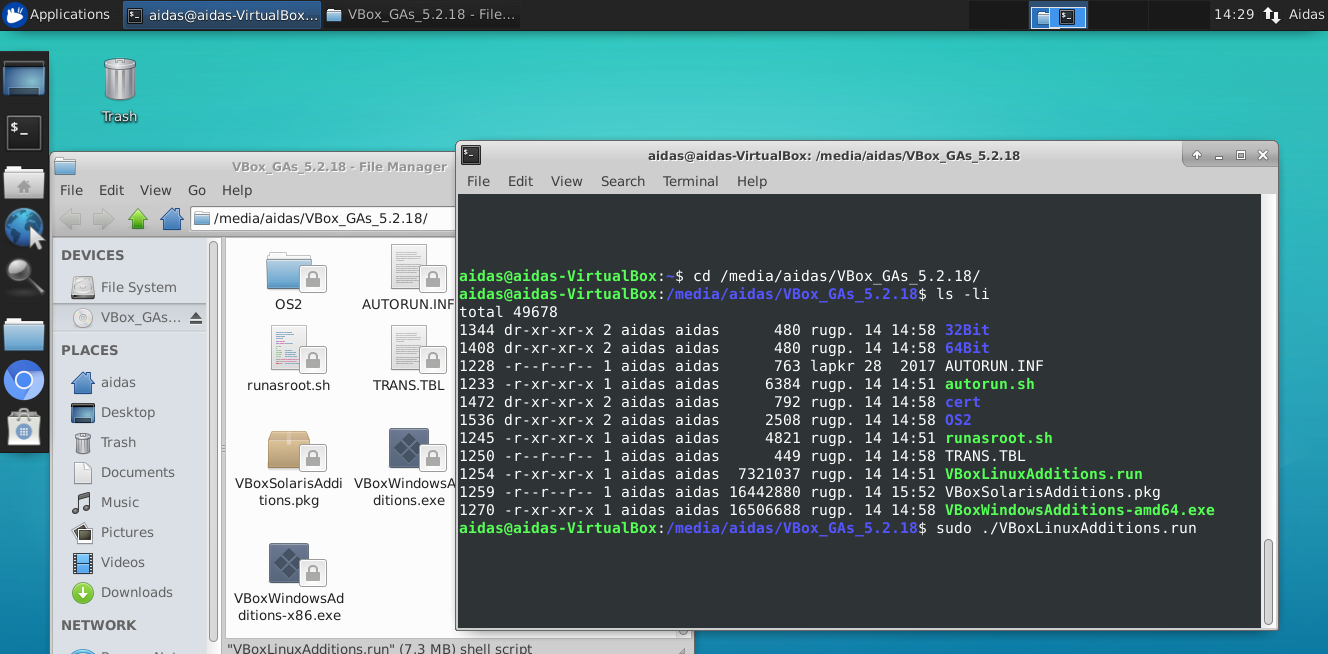 Applications
aidas@aidas-VirtualBox...
VBox_GAs_5.2.18 - File...
14:29
Aidas
Trash
VBox_GAs_5.2.18 - File Manager
File Edit View Go Help
/media/aidas/VBox_GAs_5.2.18/
DEVICES
File System
VBox_GAs...
PLACES
aidas
Desktop
Trash
Documents
Music
Pictures
Videos
Downloads
NETWORK
OS2
AUTORUN.INF
runasroot.sh
TRANS.TBL
VBoxSolarisAddi
tions.pkg
VBoxWindowsA
dditions.exe
VBoxWindowsAd
ditions-x86.exe
"VBoxLinuxAdditions.run" (7.3 MB) shell script
aidas@aidas-VirtualBox: /media/aidas/VBox_GAs_5.2.18
File Edit View Search Terminal Help
aidas@aidas-VirtualBox:~$ cd /media/aidas/VBox_GAs_5.2.18/
aidas@aidas-VirtualBox:/media/aidas/VBox_GAs_5.2.18$ ls -li
total 49678
1344 dr-xr-xr-x 2 aidas aidas      480 rugp. 14 14:58 32Bit
1408 dr-xr-xr-x 2 aidas aidas      480 rugp. 14 14:58 64Bit
1228 -r--r--r-- 1 aidas aidas      763 lapkr 28  2017 AUTORUN.INF
1233 -r-xr-xr-x 1 aidas aidas     6384 rugp. 14 14:51 autorun.sh
1472 dr-xr-xr-x 2 aidas aidas      792 rugp. 14 14:58 cert
1536 dr-xr-xr-x 2 aidas aidas     2508 rugp. 14 14:58 OS2
1245 -r-xr-xr-x 1 aidas aidas     4821 rugp. 14 14:51 runasroot.sh
1250 -r--r--r-- 1 aidas aidas      449 rugp. 14 14:58 TRANS.TBL
1254 -r-xr-xr-x 1 aidas aidas  7321037 rugp. 14 14:51 VBoxLinuxAdditions.run
1259 -r--r--r-- 1 aidas aidas 16442880 rugp. 14 15:52 VBoxSolarisAdditions.pkg
1270 -r-xr-xr-x 1 aidas aidas 16506688 rugp. 14 14:58 VBoxWindowsAdditions-amd64.exe
aidas@aidas-VirtualBox:/media/aidas/VBox_GAs_5.2.18$ sudo ./VBoxLinuxAdditions.run